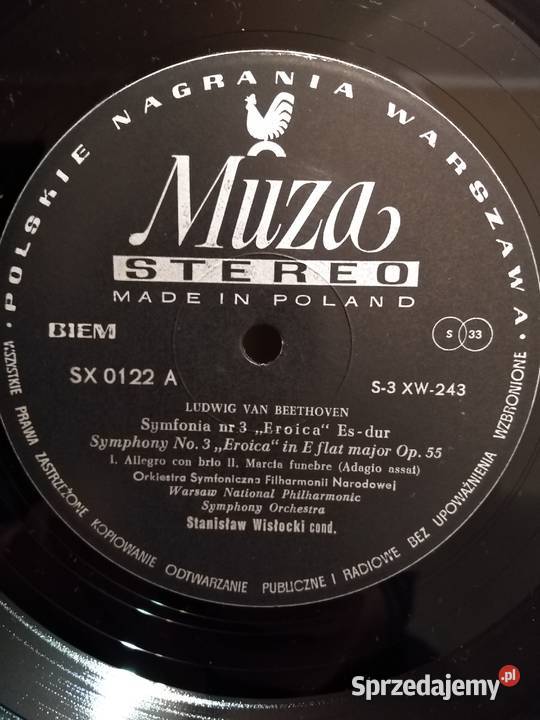 POLSKIE NAGRANIA WARSZAWA
Muza
STEREO
MADE IN POLAND
BIEM
S 33
SX 0122 A
S-3 XW-243
LUDWIG VAN BEETHOVEN
Symfonia nr 3 „Eroica" Es-dur
Symphony No. 3 „Eroica" in E flat major Op. 55
I. Allegro con brio II. Marcia funebre (Adagio assai)
Orkiestra Symfoniczna Filharmonii Narodowej
Warsaw National Philharmonic
Symphony Orchestra
Stanisław Wisłocki cond.
WSZYSTKIE PRAWA ZASTRZEŻONE KOPIOWANIE ODTWARZANIE PUBLICZNE I RADIOWE BEZ UPOWAŻNIENIA WZBRONIONE
Sprzedajemy.pl